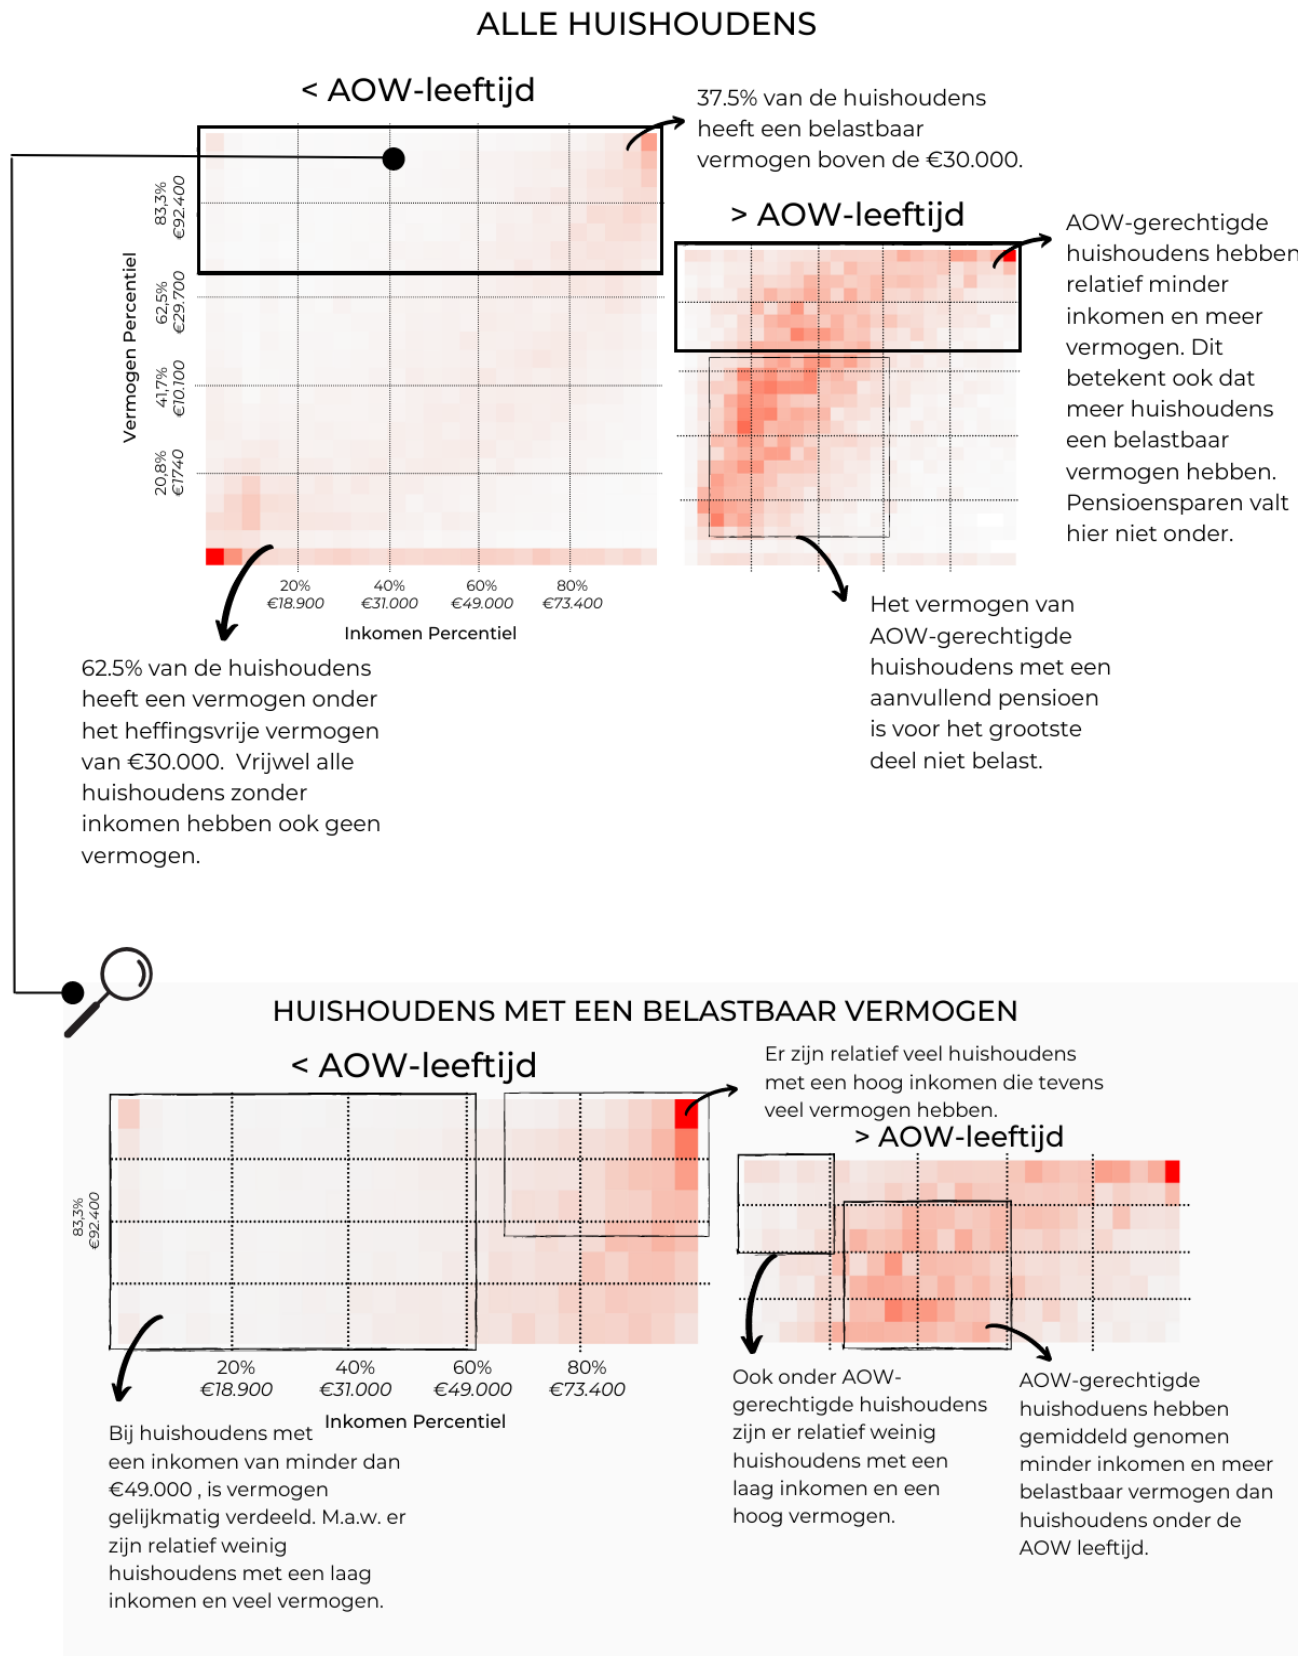 ALLE HUISHOUDENS
< AOW-leeftijd
37.5% van de huishoudens
heeft een belastbaar
vermogen boven de €30.000.
> AOW-leeftijd
AOW-gerechtigde
huishoudens hebben
relatief minder
inkomen en meer
vermogen. Dit
betekent ook dat
meer huishoudens
een belastbaar
vermogen hebben.
Pensioensparen valt
hier niet onder.
Vermogen Percentiel
83,3%
€92.400
62,5%
€29.700
41,7%
€10.100
20,8%
€1740
20%
€18.900
40%
€31.000
60%
€49.000
80%
€73.400
Inkomen Percentiel
62.5% van de huishoudens
heeft een vermogen onder
het heffingsvrije vermogen
van €30.000. Vrijwel alle
huishoudens zonder
inkomen hebben ook geen
vermogen.
Het vermogen van
AOW-gerechtigde
huishoudens met een
aanvullend pensioen
is voor het grootste
deel niet belast.
HUISHOUDENS MET EEN BELASTBAAR VERMOGEN
< AOW-leeftijd
Er zijn relatief veel huishoudens
met een hoog inkomen die tevens
veel vermogen hebben.
> AOW-leeftijd
83,3%
€92.400
20%
€18.900
40%
€31.000
60%
€49.000
80%
€73.400
Inkomen Percentiel
Bij huishoudens met
een inkomen van minder dan
€49.000 , is vermogen
gelijkmatig verdeeld. M.a.w. er
zijn relatief weinig
huishoudens met een laag
inkomen en veel vermogen.
Ook onder AOW-
gerechtigde huishoudens
zijn er relatief weinig
huishoudens met een
laag inkomen en een
hoog vermogen.
AOW-gerechtigde
huishoduens hebben
gemiddeld genomen
minder inkomen en meer
belastbaar vermogen dan
huishoudens onder de
AOW leeftijd.